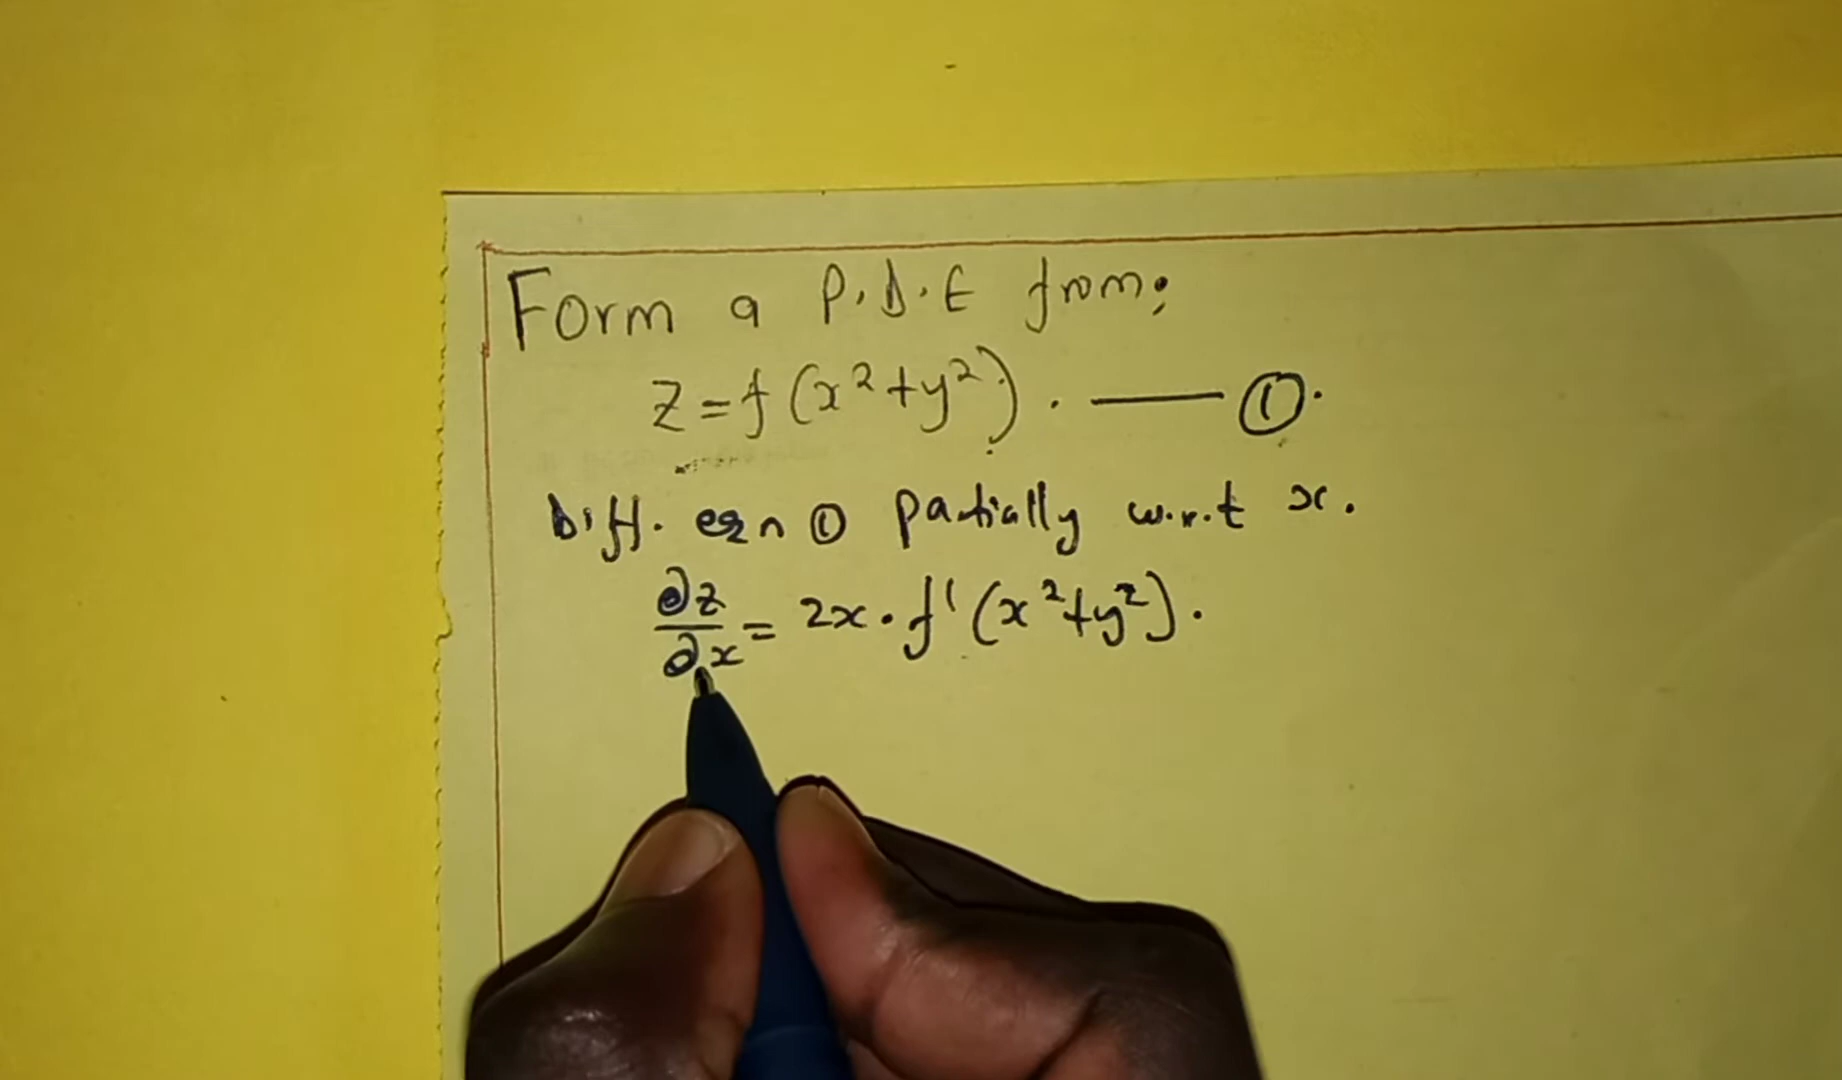 Form a P.D.E from;
z=f(x²+y²). —— ①.
Diff. eqn ① partially w.r.t x.
∂z/∂x = 2x·f'(x²+y²).